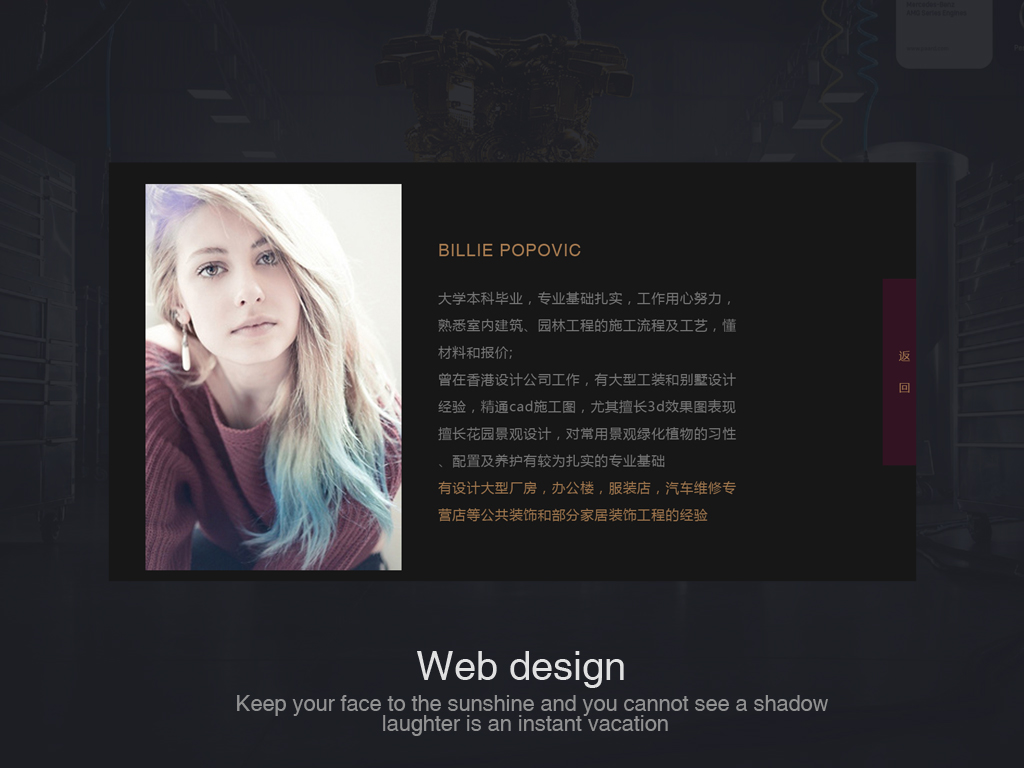 BILLIE POPOVIC
大学本科毕业，专业基础扎实，工作用心努力，
熟悉室内建筑、园林工程的施工流程及工艺，懂
材料和报价;
曾在香港设计公司工作，有大型工装和别墅设计
经验，精通cad施工图，尤其擅长3d效果图表现
擅长花园景观设计，对常用景观绿化植物的习性
、配置及养护有较为扎实的专业基础
有设计大型厂房，办公楼，服装店，汽车维修专
营店等公共装饰和部分家居装饰工程的经验
返
回
Web design
Keep your face to the sunshine and you cannot see a shadow
laughter is an instant vacation